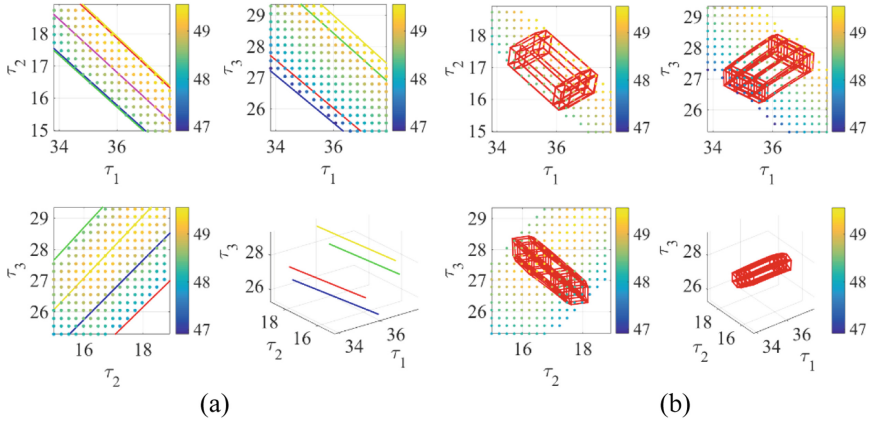 τ2 18 17 16 15 34 36 τ1 49 48 47
τ3 29 28 27 26 34 36 τ1 49 48 47
τ2 18 17 16 15 34 36 τ1 49 48 47
τ3 29 28 27 26 34 36 τ1 49 48 47
τ3 29 28 27 26 16 18 τ2 49 48 47
τ3 28 26 18 16 τ2 34 36 τ1
τ3 29 28 27 26 16 18 τ2
τ3 28 26 18 16 τ2 34 36 τ1 49 48 47
(a)
(b)